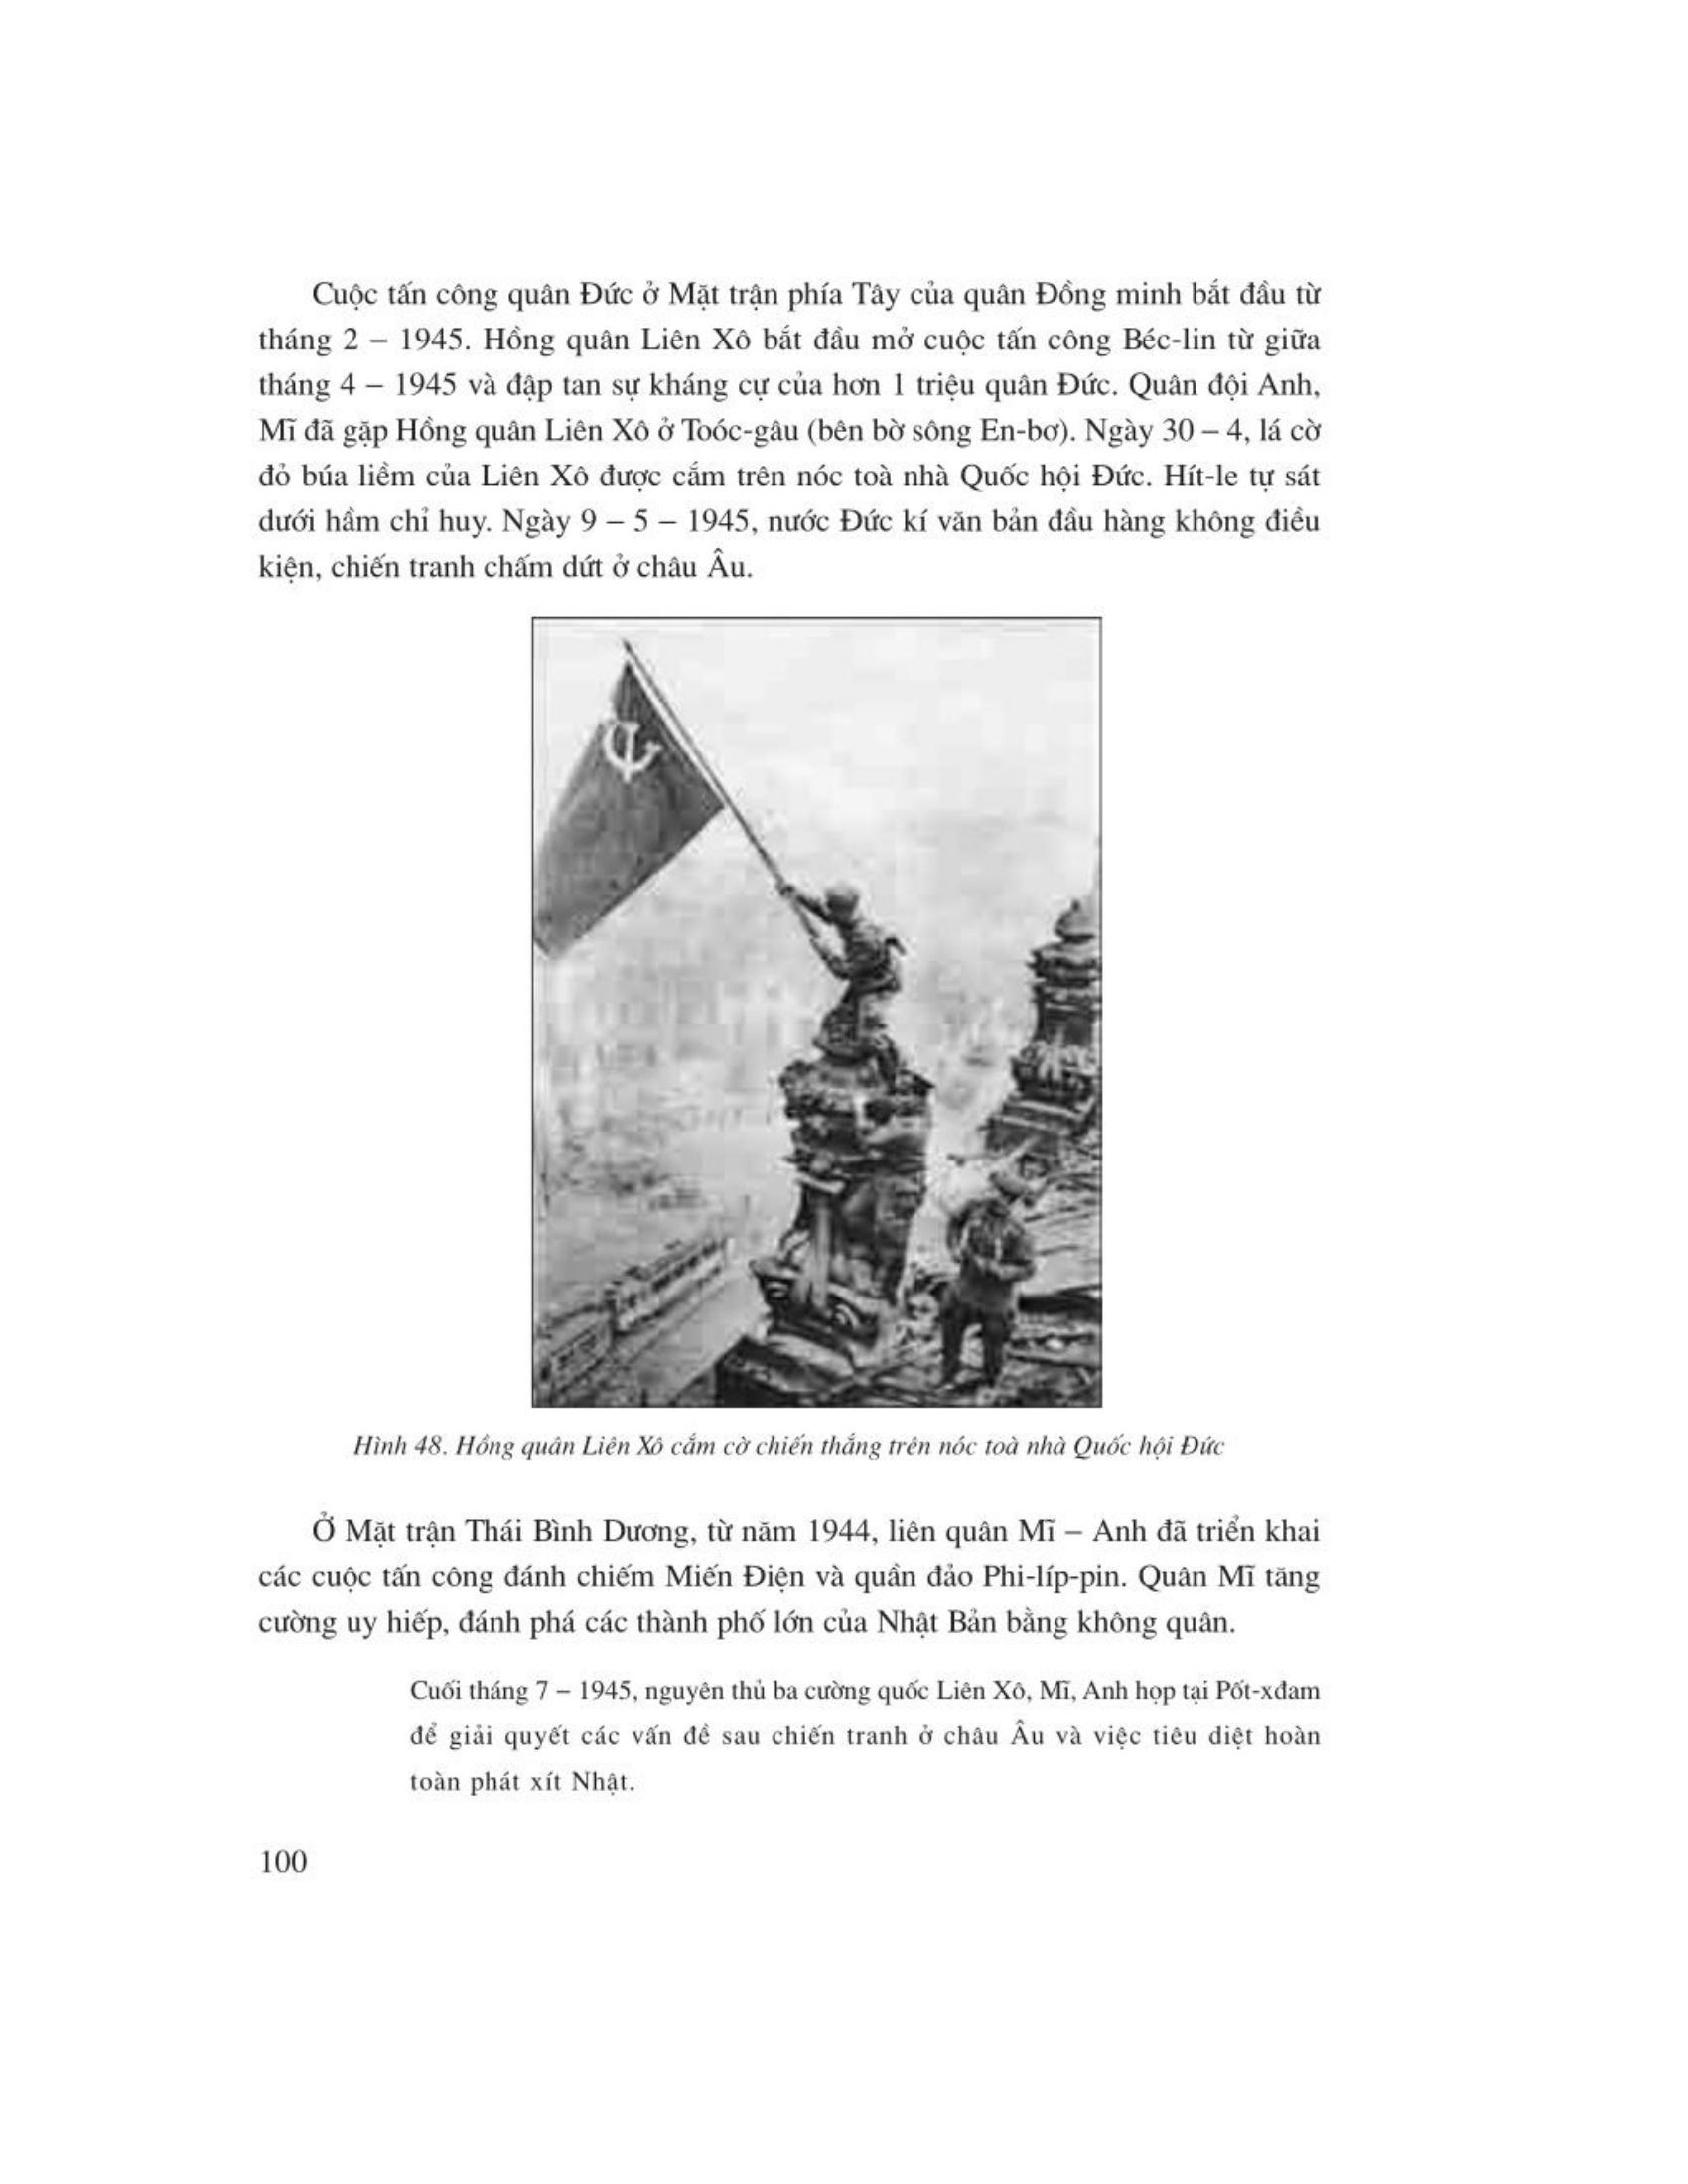 Cuộc tấn công quân Đức ở Mặt trận phía Tây của quân Đồng minh bắt đầu từ
tháng 2 – 1945. Hồng quân Liên Xô bắt đầu mở cuộc tấn công Béc-lin từ giữa
tháng 4 – 1945 và đập tan sự kháng cự của hơn 1 triệu quân Đức. Quân đội Anh,
Mĩ đã gặp Hồng quân Liên Xô ở Toóc-gâu (bên bờ sông En-bơ). Ngày 30 – 4, lá cờ
đỏ búa liềm của Liên Xô được cắm trên nóc toà nhà Quốc hội Đức. Hít-le tự sát
dưới hầm chỉ huy. Ngày 9 – 5 – 1945, nước Đức kí văn bản đầu hàng không điều
kiện, chiến tranh chấm dứt ở châu Âu.
Hình 48. Hồng quân Liên Xô cắm cờ chiến thắng trên nóc toà nhà Quốc hội Đức
Ở Mặt trận Thái Bình Dương, từ năm 1944, liên quân Mĩ – Anh đã triển khai
các cuộc tấn công đánh chiếm Miến Điện và quần đảo Phi-líp-pin. Quân Mĩ tăng
cường uy hiếp, đánh phá các thành phố lớn của Nhật Bản bằng không quân.
Cuối tháng 7 – 1945, nguyên thủ ba cường quốc Liên Xô, Mĩ, Anh họp tại Pốt-xđam
để giải quyết các vấn đề sau chiến tranh ở châu Âu và việc tiêu diệt hoàn
toàn phát xít Nhật.
100